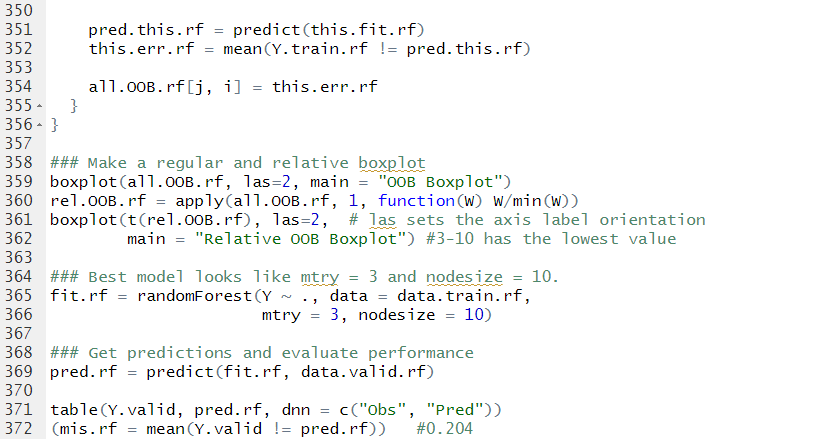 350
351     pred.this.rf = predict(this.fit.rf)
352     this.err.rf = mean(Y.train.rf != pred.this.rf)
353
354     all.OOB.rf[j, i] = this.err.rf
355   }
356 }
357
358 ### Make a regular and relative boxplot
359 boxplot(all.OOB.rf, las=2, main = "OOB Boxplot")
360 rel.OOB.rf = apply(all.OOB.rf, 1, function(W) W/min(W))
361 boxplot(t(rel.OOB.rf), las=2,  # las sets the axis label orientation
362         main = "Relative OOB Boxplot") #3-10 has the lowest value
363
364 ### Best model looks like mtry = 3 and nodesize = 10.
365 fit.rf = randomForest(Y ~ ., data = data.train.rf,
366                       mtry = 3, nodesize = 10)
367
368 ### Get predictions and evaluate performance
369 pred.rf = predict(fit.rf, data.valid.rf)
370
371 table(Y.valid, pred.rf, dnn = c("Obs", "Pred"))
372 (mis.rf = mean(Y.valid != pred.rf))   #0.204